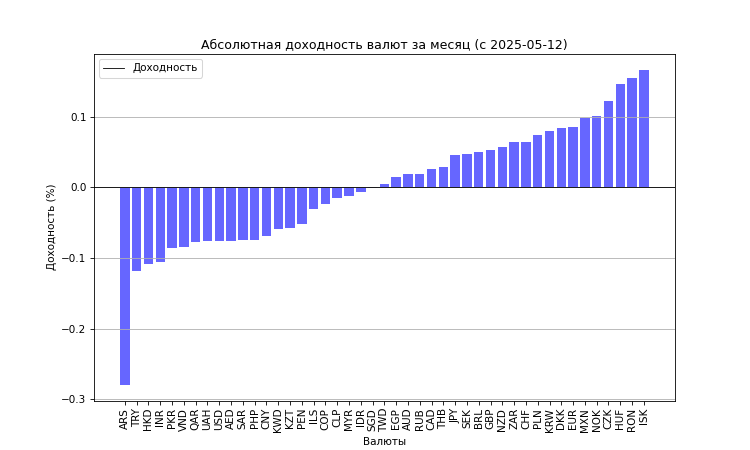 Абсолютная доходность валют за месяц (с 2025-05-12)
Доходность
Доходность (%)
0.1
0.0
−0.1
−0.2
−0.3
ARS TRY HKD INR PKR VND QAR UAH USD AED SAR PHP CNY KWD KZT PEN ILS COP CLP MYR IDR SGD TWD EGP AUD RUB CAD THB JPY SEK BRL GBP NZD ZAR CHF PLN KRW DKK EUR MXN NOK CZK HUF RON ISK
Валюты